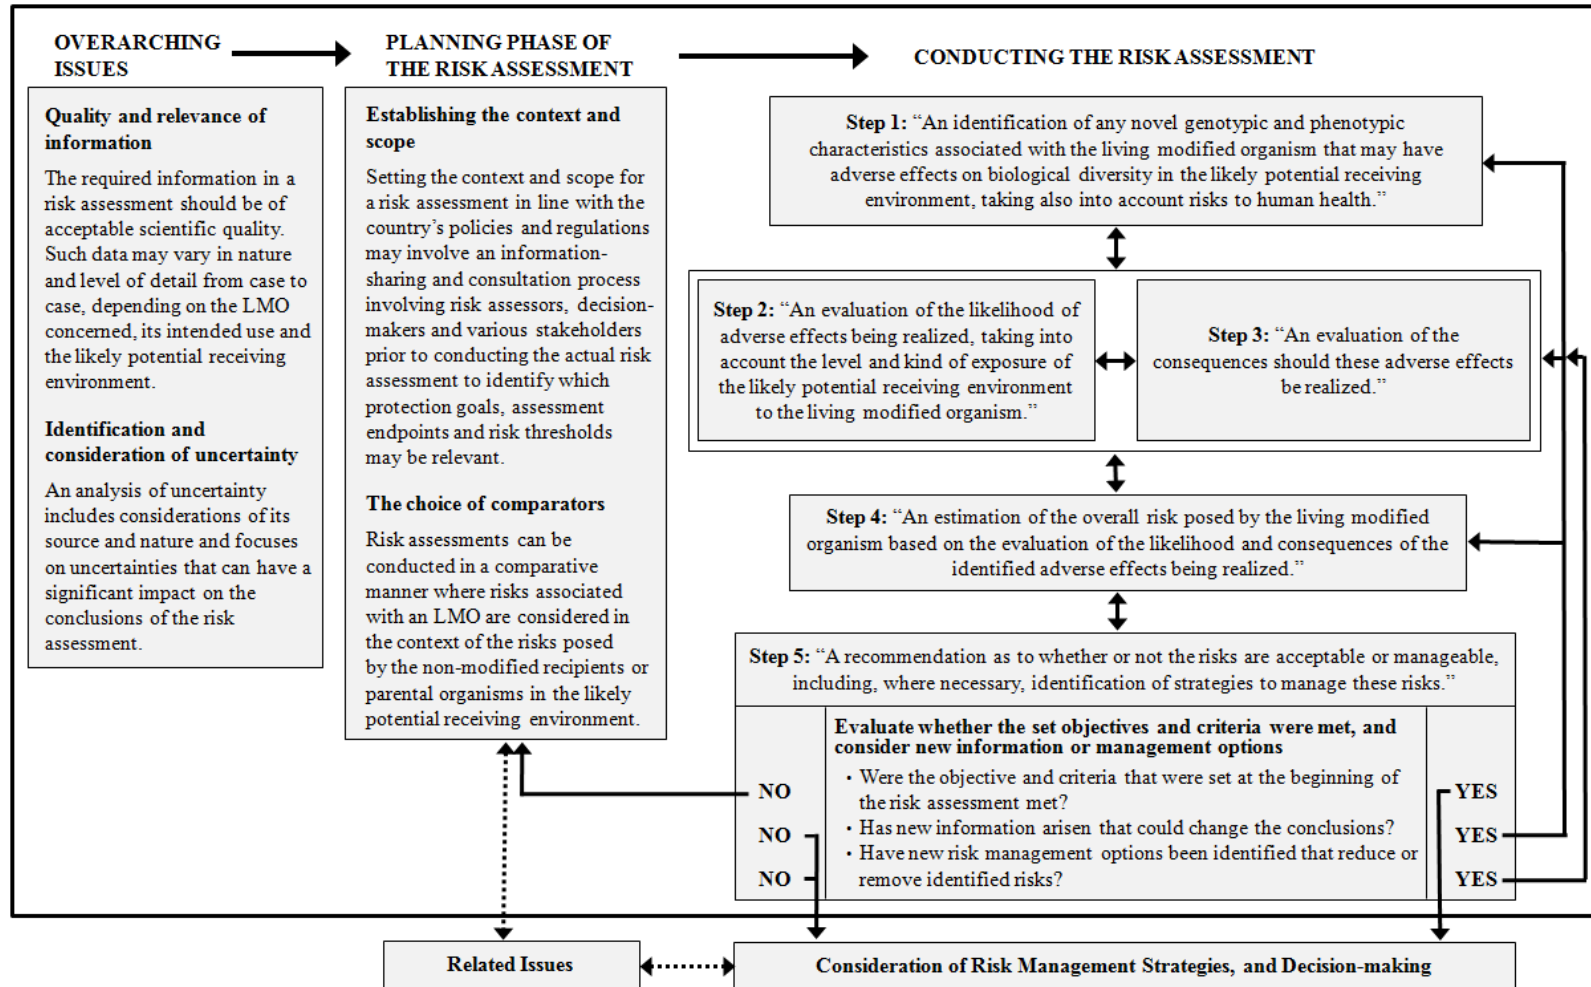 OVERARCHING
ISSUES
PLANNING PHASE OF
THE RISK ASSESSMENT
CONDUCTING THE RISK ASSESSMENT
Quality and relevance of
information
The required information in a
risk assessment should be of
acceptable scientific quality.
Such data may vary in nature
and level of detail from case to
case, depending on the LMO
concerned, its intended use and
the likely potential receiving
environment.
Identification and
consideration of uncertainty
An analysis of uncertainty
includes considerations of its
source and nature and focuses
on uncertainties that can have a
significant impact on the
conclusions of the risk
assessment.
Establishing the context and
scope
Setting the context and scope for
a risk assessment in line with the
country’s policies and regulations
may involve an information-
sharing and consultation process
involving risk assessors, decision-
makers and various stakeholders
prior to conducting the actual risk
assessment to identify which
protection goals, assessment
endpoints and risk thresholds
may be relevant.
The choice of comparators
Risk assessments can be
conducted in a comparative
manner where risks associated
with an LMO are considered in
the context of the risks posed
by the non-modified recipients or
parental organisms in the likely
potential receiving environment.
Step 1: “An identification of any novel genotypic and phenotypic
characteristics associated with the living modified organism that may have
adverse effects on biological diversity in the likely potential receiving
environment, taking also into account risks to human health.”
Step 2: “An evaluation of the likelihood of
adverse effects being realized, taking into
account the level and kind of exposure of
the likely potential receiving environment
to the living modified organism.”
Step 3: “An evaluation of the
consequences should these adverse effects
be realized.”
Step 4: “An estimation of the overall risk posed by the living modified
organism based on the evaluation of the likelihood and consequences of the
identified adverse effects being realized.”
Step 5: “A recommendation as to whether or not the risks are acceptable or manageable,
including, where necessary, identification of strategies to manage these risks.”
Evaluate whether the set objectives and criteria were met, and
consider new information or management options
• Were the objective and criteria that were set at the beginning of
the risk assessment met?
• Has new information arisen that could change the conclusions?
• Have new risk management options been identified that reduce or
remove identified risks?
NO
NO
NO
YES
YES
YES
Related Issues
Consideration of Risk Management Strategies, and Decision-making